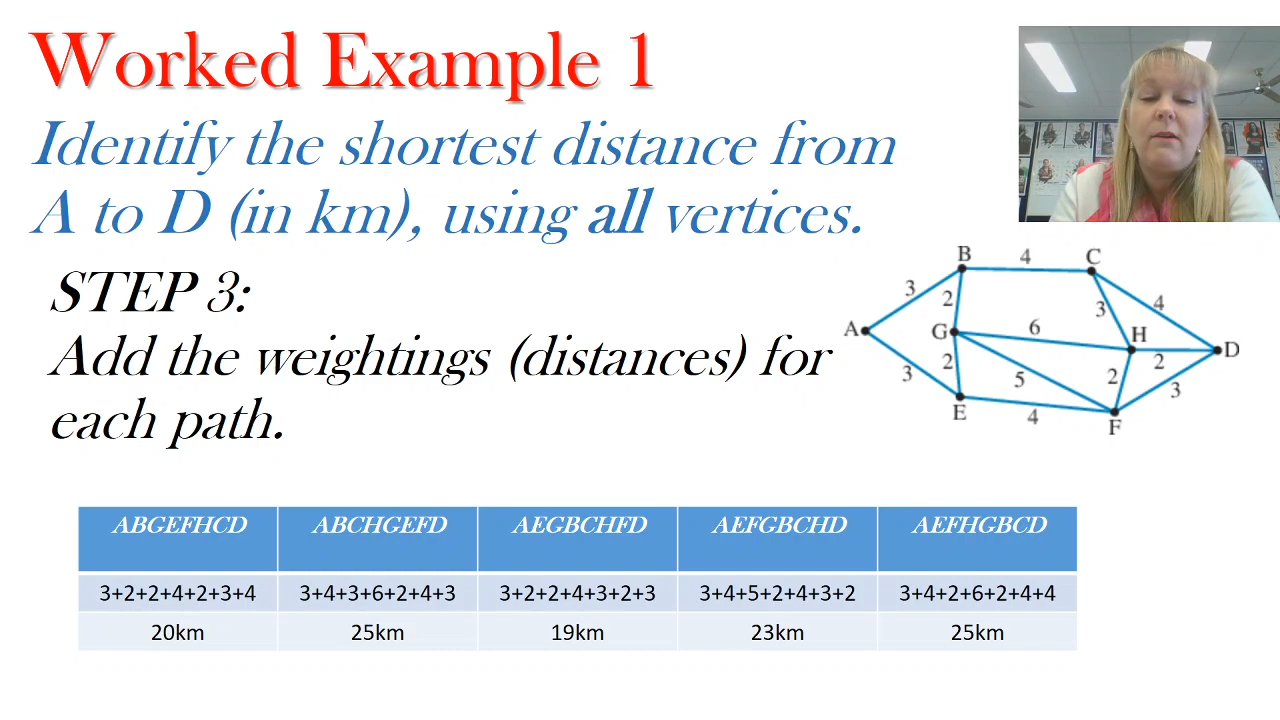 Worked Example 1
Identify the shortest distance from
A to D (in km), using all vertices.
STEP 3:
Add the weightings (distances) for
each path.
B 4 C
3 2 3 4
A G 6 H D
3 2 5 2 2 3
E 4 F
ABGEFHCD ABCHGEFD AEGBCHFD AEFGBCHD AEFHGBCD
3+2+2+4+2+3+4 3+4+3+6+2+4+3 3+2+2+4+3+2+3 3+4+5+2+4+3+2 3+4+2+6+2+4+4
20km 25km 19km 23km 25km